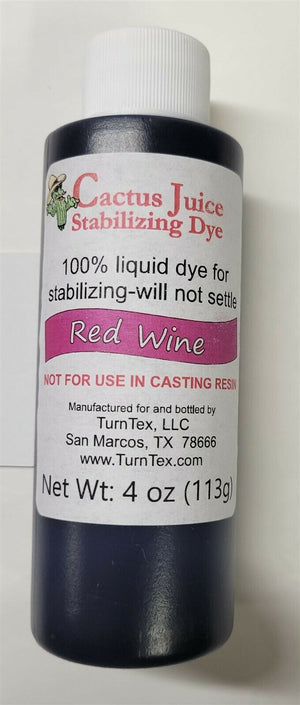 Cactus Juice
Stabilizing Dye
100% liquid dye for
stabilizing-will not settle
Red Wine
NOT FOR USE IN CASTING RESIN
Manufactured for and bottled by
TurnTex, LLC
San Marcos, TX 78666
www.TurnTex.com
Net Wt: 4 oz (113g)